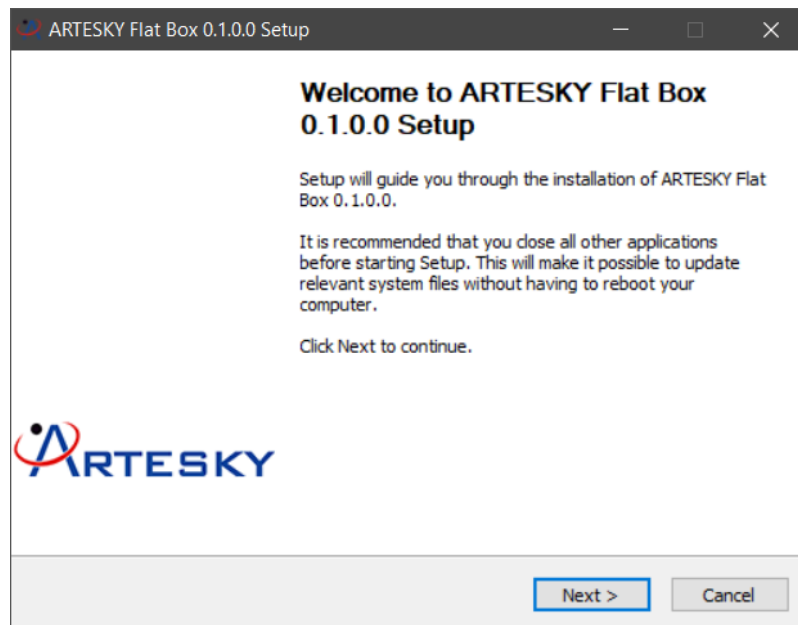 ARTESKY Flat Box 0.1.0.0 Setup
Welcome to ARTESKY Flat Box
0.1.0.0 Setup
Setup will guide you through the installation of ARTESKY Flat
Box 0.1.0.0.
It is recommended that you close all other applications
before starting Setup. This will make it possible to update
relevant system files without having to reboot your
computer.
Click Next to continue.
ARTESKY
Next >
Cancel